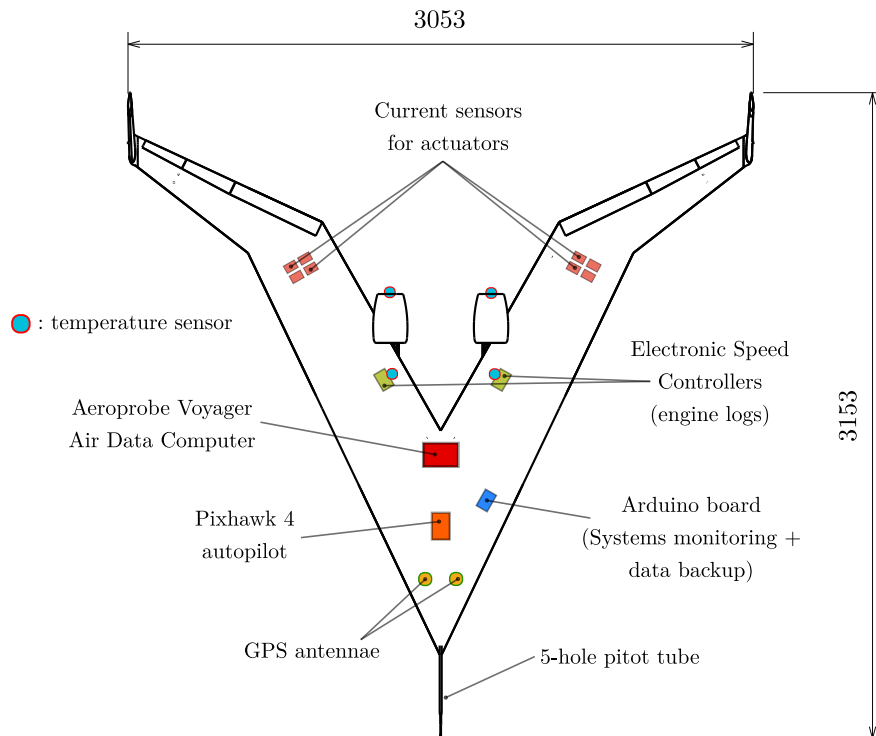 3053
Current sensors
for actuators
: temperature sensor
Electronic Speed
Controllers
(engine logs)
Aeroprobe Voyager
Air Data Computer
3153
Pixhawk 4
autopilot
Arduino board
(Systems monitoring +
data backup)
GPS antennae
5-hole pitot tube